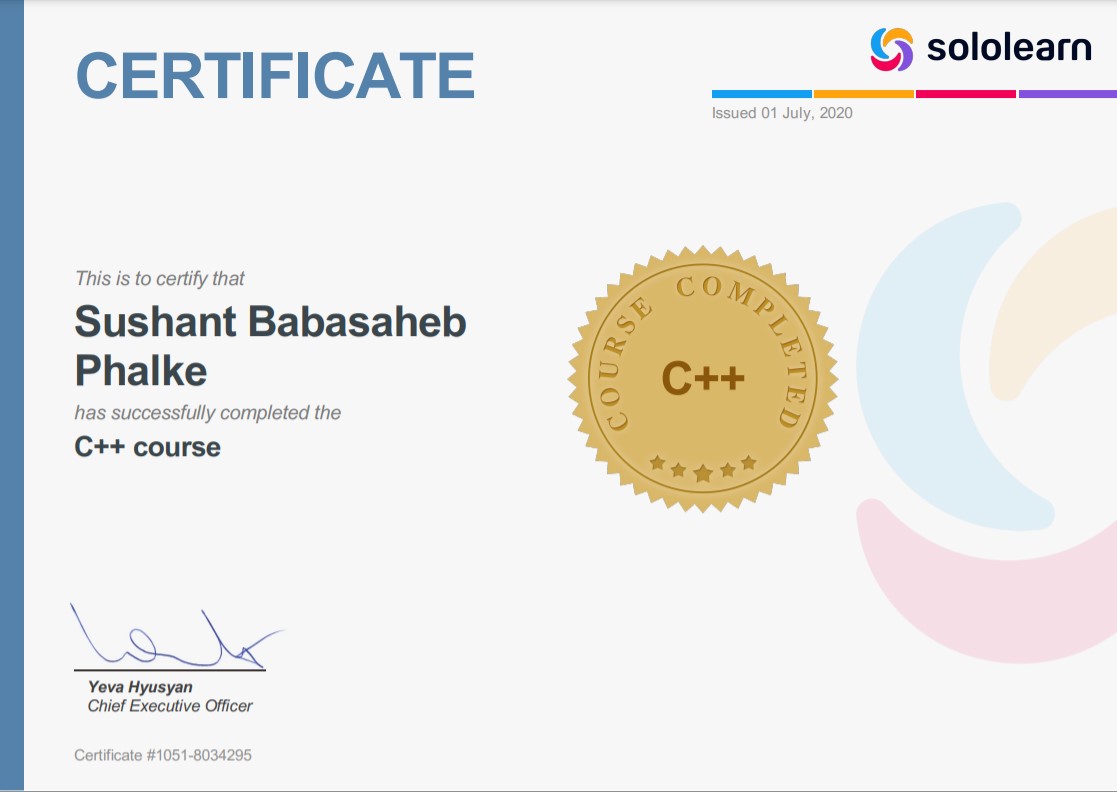 CERTIFICATE
sololearn
Issued 01 July, 2020
This is to certify that
Sushant Babasaheb
Phalke
has successfully completed the
C++ course
COURSE COMPLETED
C++
Yeva Hyusyan
Chief Executive Officer
Certificate #1051-8034295